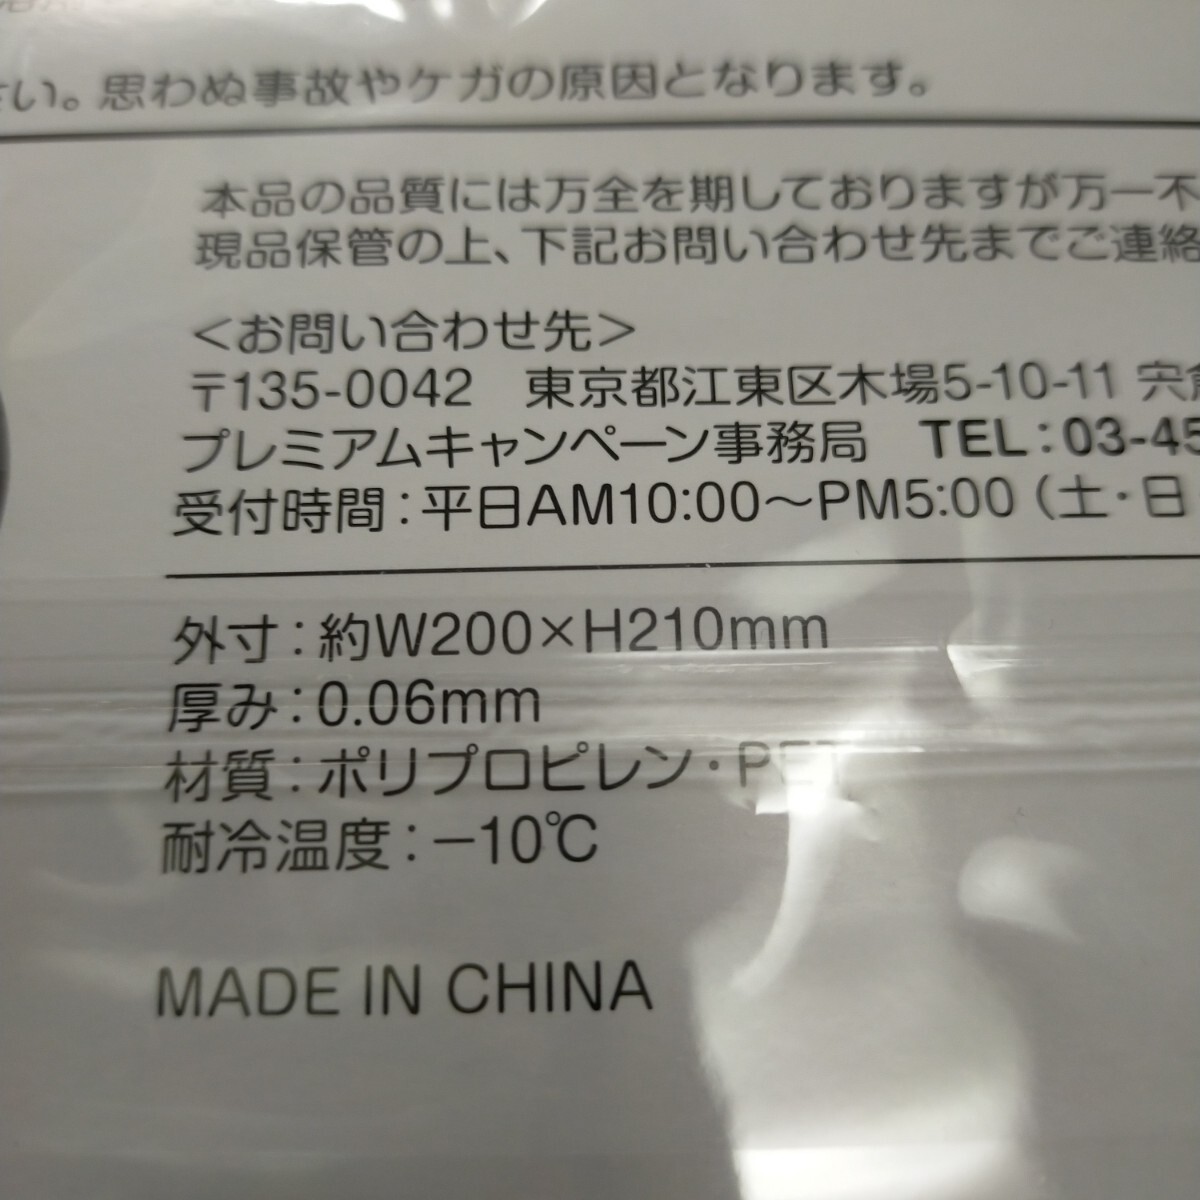 さい。思わぬ事故やケガの原因となります。
本品の品質には万全を期しておりますが万一不
現品保管の上、下記お問い合わせ先までご連絡
＜お問い合わせ先＞
〒135-0042　東京都江東区木場5-10-11 宍倉
プレミアムキャンペーン事務局　TEL：03-45
受付時間：平日AM10:00～PM5:00（土・日
外寸：約W200×H210mm
厚み：0.06mm
材質：ポリプロピレン・PET
耐冷温度：－10℃
MADE IN CHINA